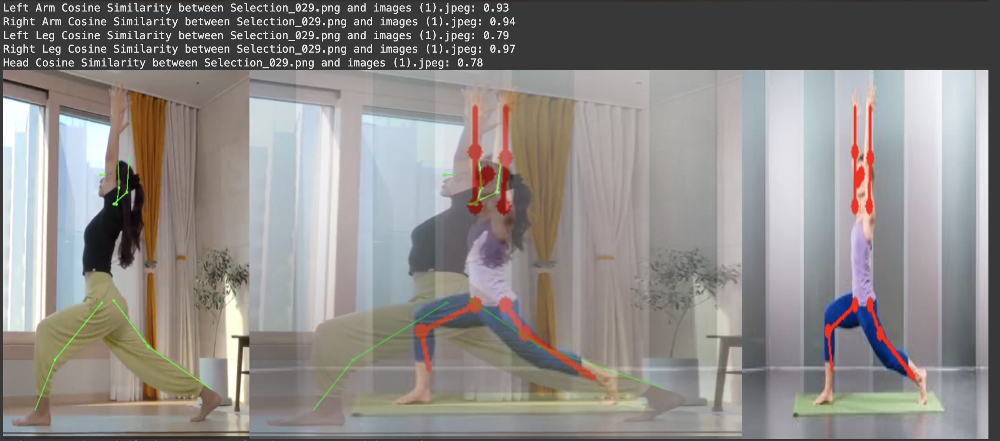 Left Arm Cosine Similarity between Selection_029.png and images (1).jpeg: 0.93
Right Arm Cosine Similarity between Selection_029.png and images (1).jpeg: 0.94
Left Leg Cosine Similarity between Selection_029.png and images (1).jpeg: 0.79
Right Leg Cosine Similarity between Selection_029.png and images (1).jpeg: 0.97
Head Cosine Similarity between Selection_029.png and images (1).jpeg: 0.78